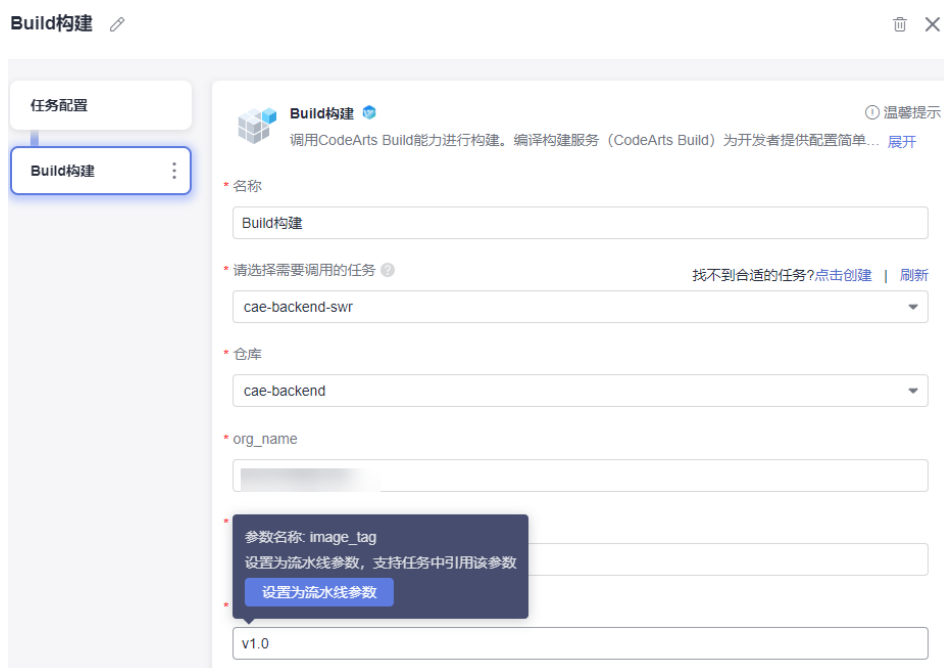 Build构建
任务配置
Build构建
Build构建
温馨提示
调用CodeArts Build能力进行构建。编译构建服务（CodeArts Build）为开发者提供配置简单… 展开
* 名称
Build构建
* 请选择需要调用的任务
找不到合适的任务?点击创建 | 刷新
cae-backend-swr
* 仓库
cae-backend
* org_name
*
参数名称: image_tag
设置为流水线参数，支持任务中引用该参数
设置为流水线参数
*
v1.0